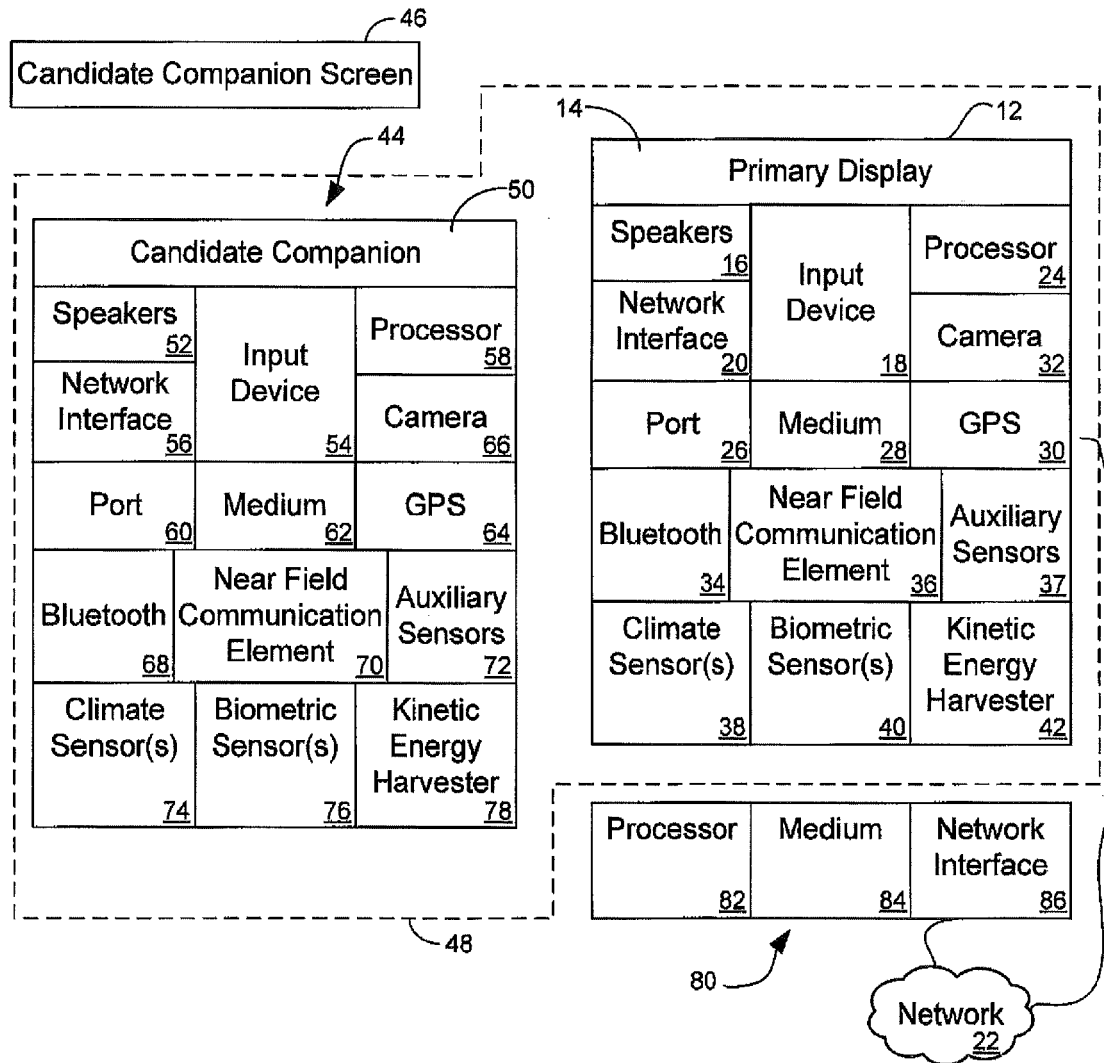 46
Candidate Companion Screen
44
50
Candidate Companion
Speakers
52
Input
Device
54
Processor
58
Network
Interface
56
Camera
66
Port
60
Medium
62
GPS
64
Bluetooth
68
Near Field
Communication
Element
70
Auxiliary
Sensors
72
Climate
Sensor(s)
74
Biometric
Sensor(s)
76
Kinetic
Energy
Harvester
78
48
14
12
Primary Display
Speakers
16
Input
Device
18
Processor
24
Network
Interface
20
Camera
32
Port
26
Medium
28
GPS
30
Bluetooth
34
Near Field
Communication
Element
36
Auxiliary
Sensors
37
Climate
Sensor(s)
38
Biometric
Sensor(s)
40
Kinetic
Energy
Harvester
42
Processor
82
Medium
84
Network
Interface
86
80
Network
22